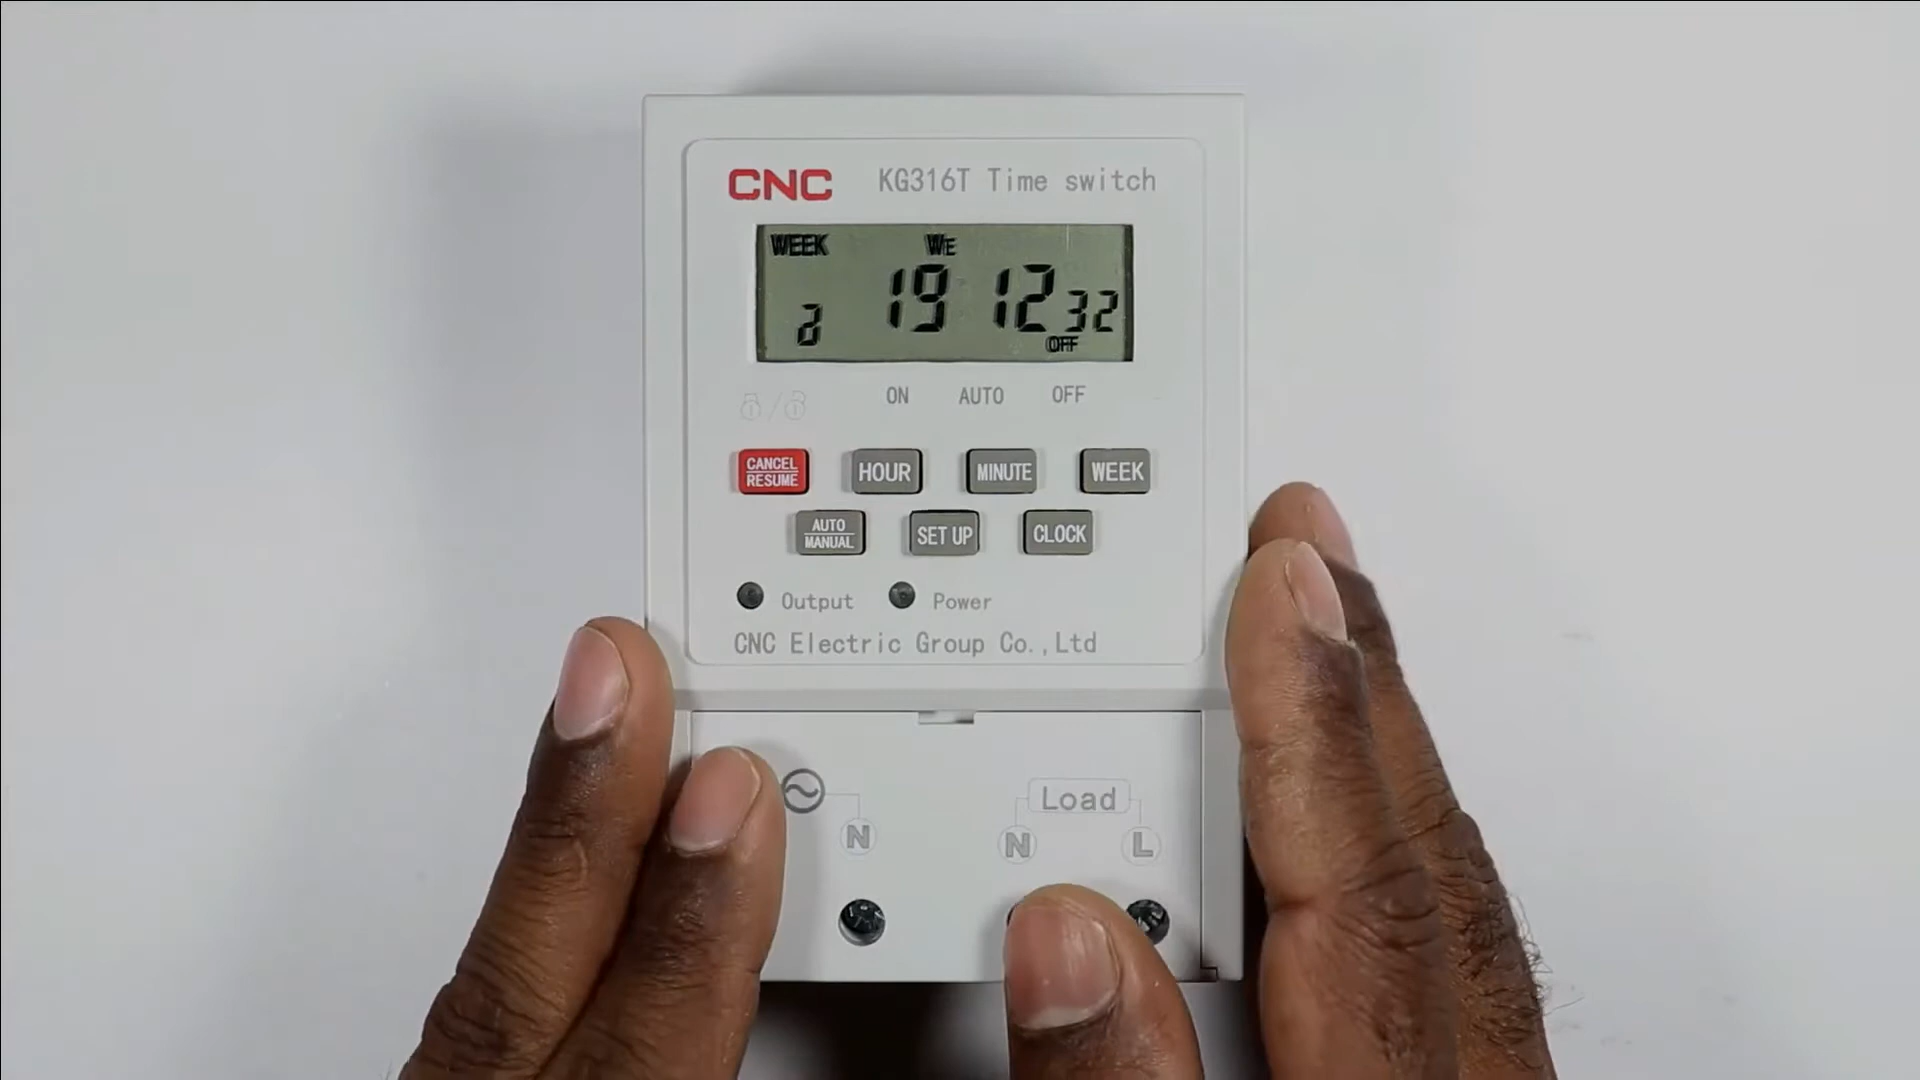 CNC KG316T Time switch
WEEK WE
a 19 12 32
OFF
ON AUTO OFF
CANCEL RESUME HOUR MINUTE WEEK
AUTO MANUAL SET UP CLOCK
Output Power
CNC Electric Group Co.,Ltd
Load
N N L